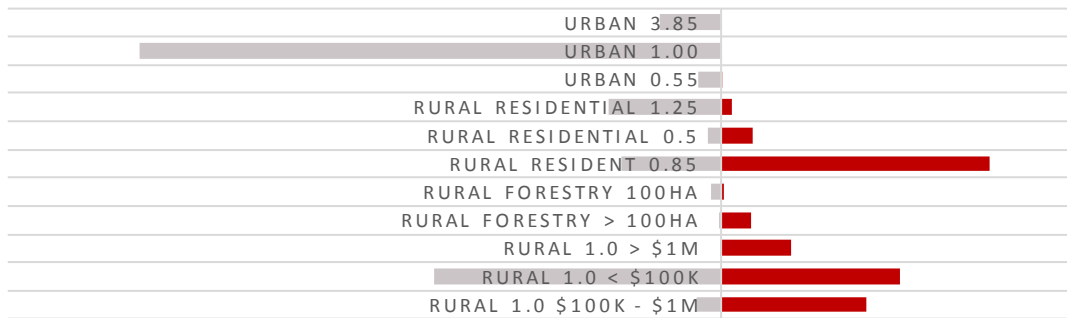 URBAN 3.85
URBAN 1.00
URBAN 0.55
RURAL RESIDENTIAL 1.25
RURAL RESIDENTIAL 0.5
RURAL RESIDENT 0.85
RURAL FORESTRY 100HA
RURAL FORESTRY > 100HA
RURAL 1.0 > $1M
RURAL 1.0 < $100K
RURAL 1.0 $100K - $1M